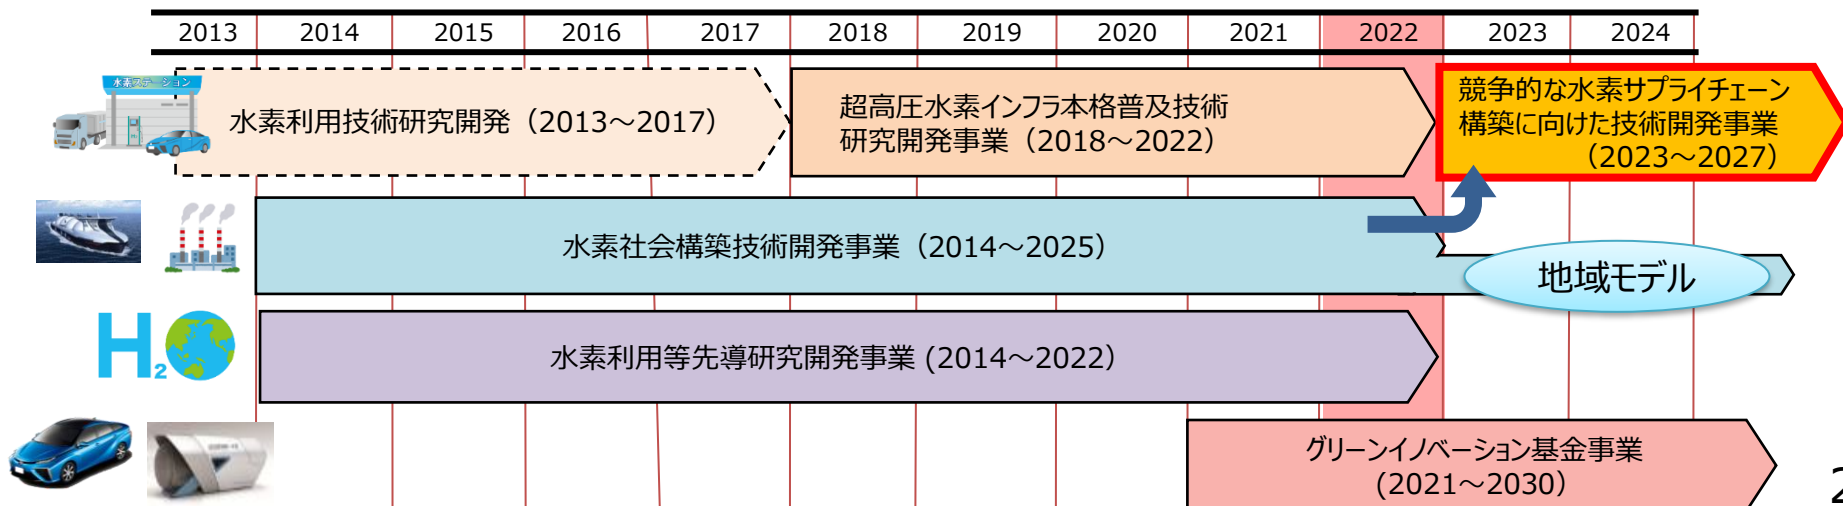 2013 2014 2015 2016 2017 2018 2019 2020 2021 2022 2023 2024
水素ステーション
水素利用技術研究開発（2013～2017）
超高圧水素インフラ本格普及技術
研究開発事業（2018～2022）
競争的な水素サプライチェーン
構築に向けた技術開発事業
（2023～2027）
水素社会構築技術開発事業（2014～2025）
地域モデル
H2
水素利用等先導研究開発事業 (2014～2022)
グリーンイノベーション基金事業
(2021～2030)
2